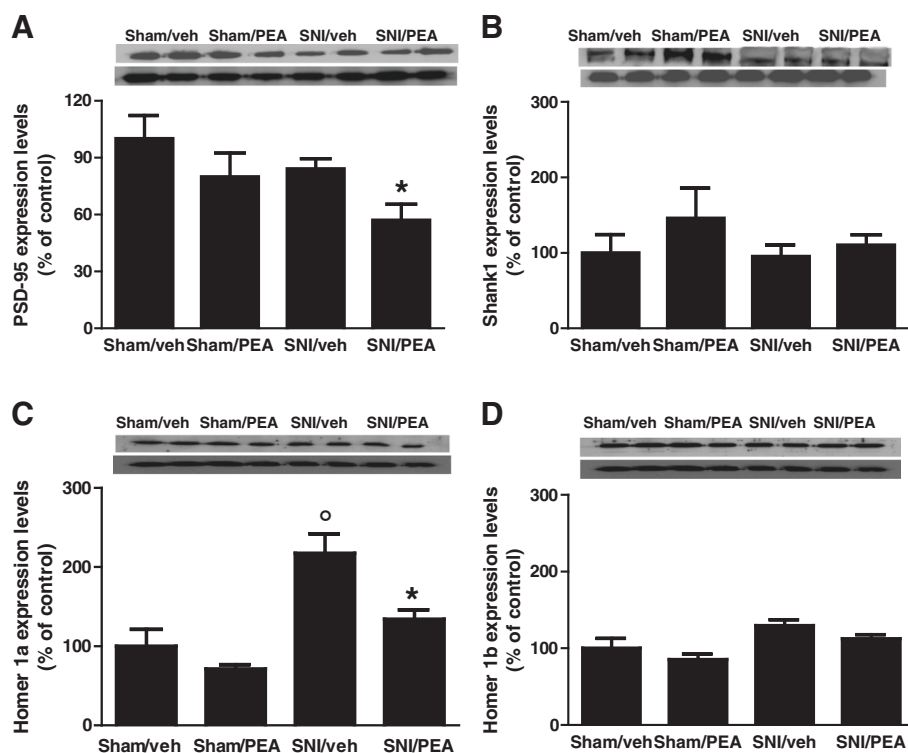 A
Sham/veh Sham/PEA SNI/veh SNI/PEA
PSD-95 expression levels
(% of control)
120
90
60
30
0
*
Sham/veh Sham/PEA SNI/veh SNI/PEA
B
Sham/veh Sham/PEA SNI/veh SNI/PEA
Shank1 expression levels
(% of control)
300
200
100
0
Sham/veh Sham/PEA SNI/veh SNI/PEA
C
Sham/veh Sham/PEA SNI/veh SNI/PEA
Homer 1a expression levels
(% of control)
300
200
100
0
°
*
Sham/veh Sham/PEA SNI/veh SNI/PEA
D
Sham/veh Sham/PEA SNI/veh SNI/PEA
Homer 1b expression levels
(% of control)
300
200
100
0
Sham/veh Sham/PEA SNI/veh SNI/PEA